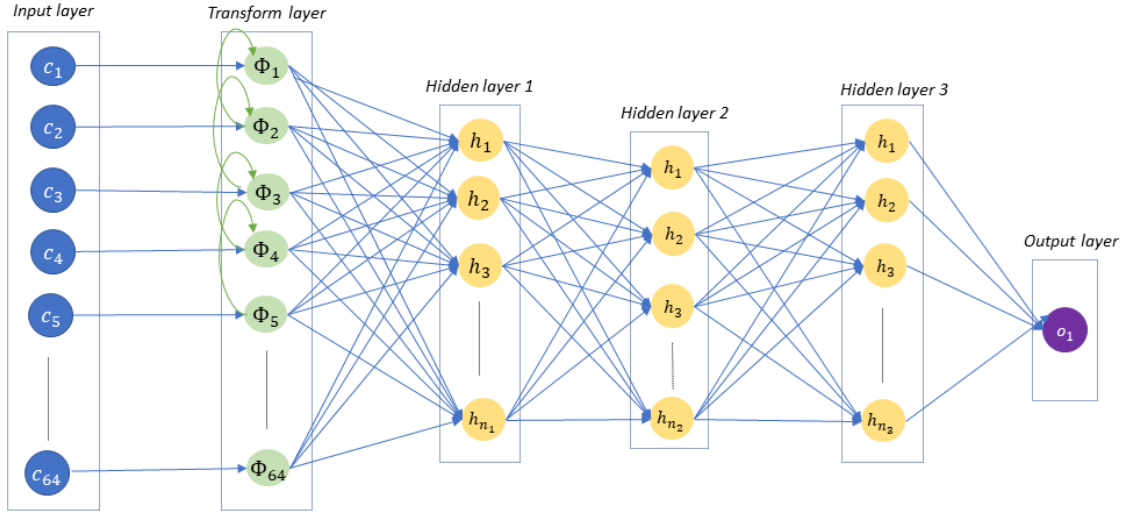 Input layer
c₁
c₂
c₃
c₄
c₅
c₆₄
Transform layer
Φ₁
Φ₂
Φ₃
Φ₄
Φ₅
Φ₆₄
Hidden layer 1
h₁
h₂
h₃
hₙ₁
Hidden layer 2
h₁
h₂
h₃
hₙ₂
Hidden layer 3
h₁
h₂
h₃
hₙ₃
Output layer
o₁